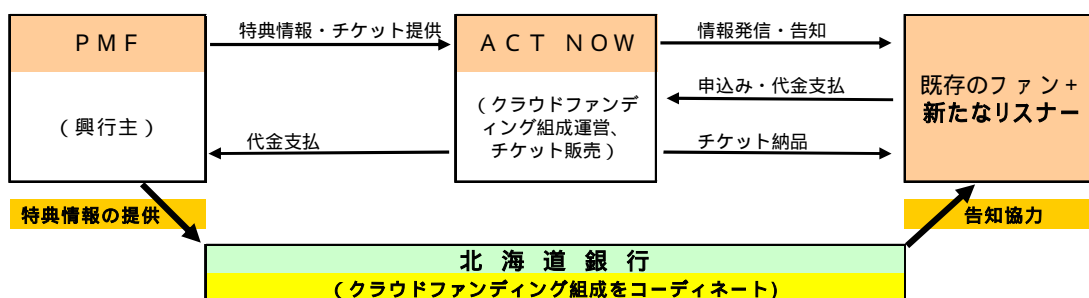 PMF
(興行主)
特典情報・チケット提供
代金支払
ACT NOW
(クラウドファンデ
ィング組成運営、
チケット販売)
情報発信・告知
申込み・代金支払
チケット納品
既存のファン+
新たなリスナー
特典情報の提供
告知協力
北海道銀行
(クラウドファンディング組成をコーディネート)